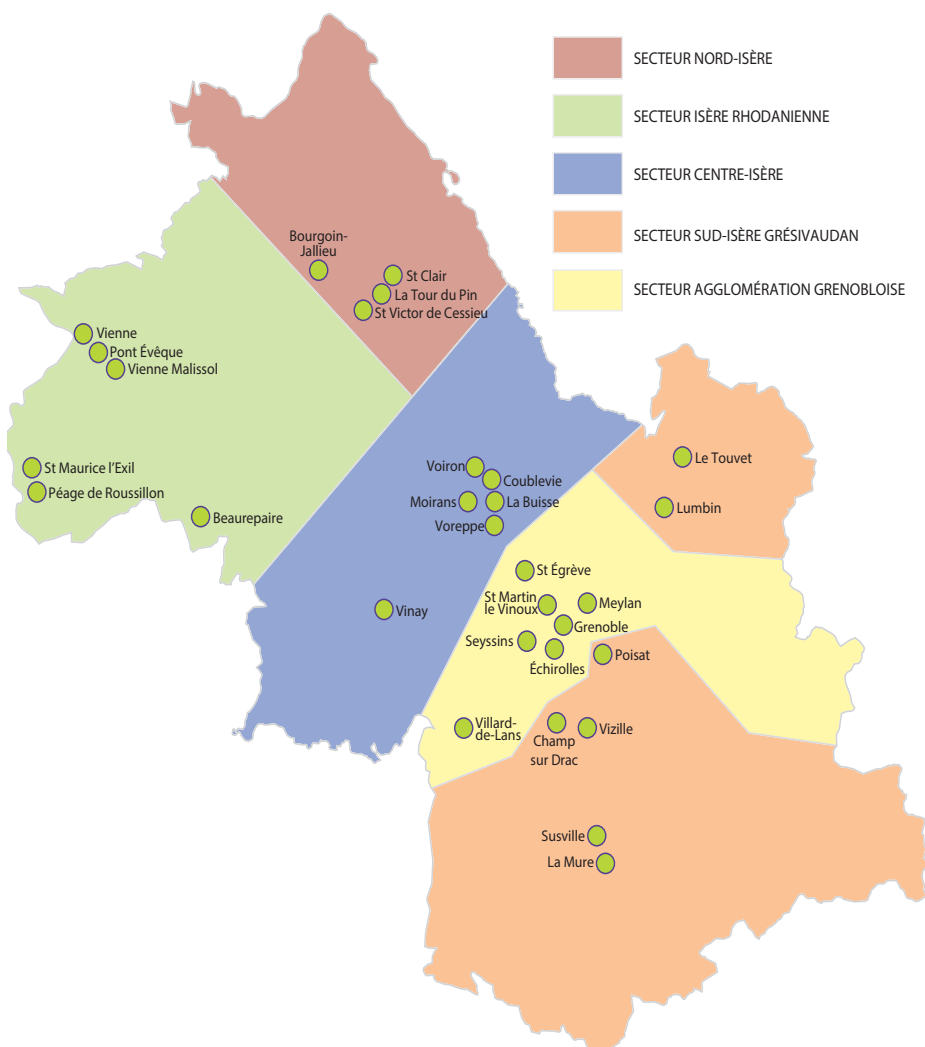 SECTEUR NORD-ISÈRE
SECTEUR ISÈRE RHODANIENNE
SECTEUR CENTRE-ISÈRE
SECTEUR SUD-ISÈRE GRÉSIVAUDAN
SECTEUR AGGLOMÉRATION GRENOBLOISE
Bourgoin-
Jallieu
St Clair
La Tour du Pin
St Victor de Cessieu
Vienne
Pont Évêque
Vienne Malissol
St Maurice l'Exil
Péage de Roussillon
Beaurepaire
Voiron
Coublevie
Moirans
La Buisse
Voreppe
Vinay
Le Touvet
Lumbin
St Égrève
St Martin
le Vinoux
Meylan
Grenoble
Seyssins
Échirolles
Poisat
Villard-
de-Lans
Champ
sur Drac
Vizille
Susville
La Mure